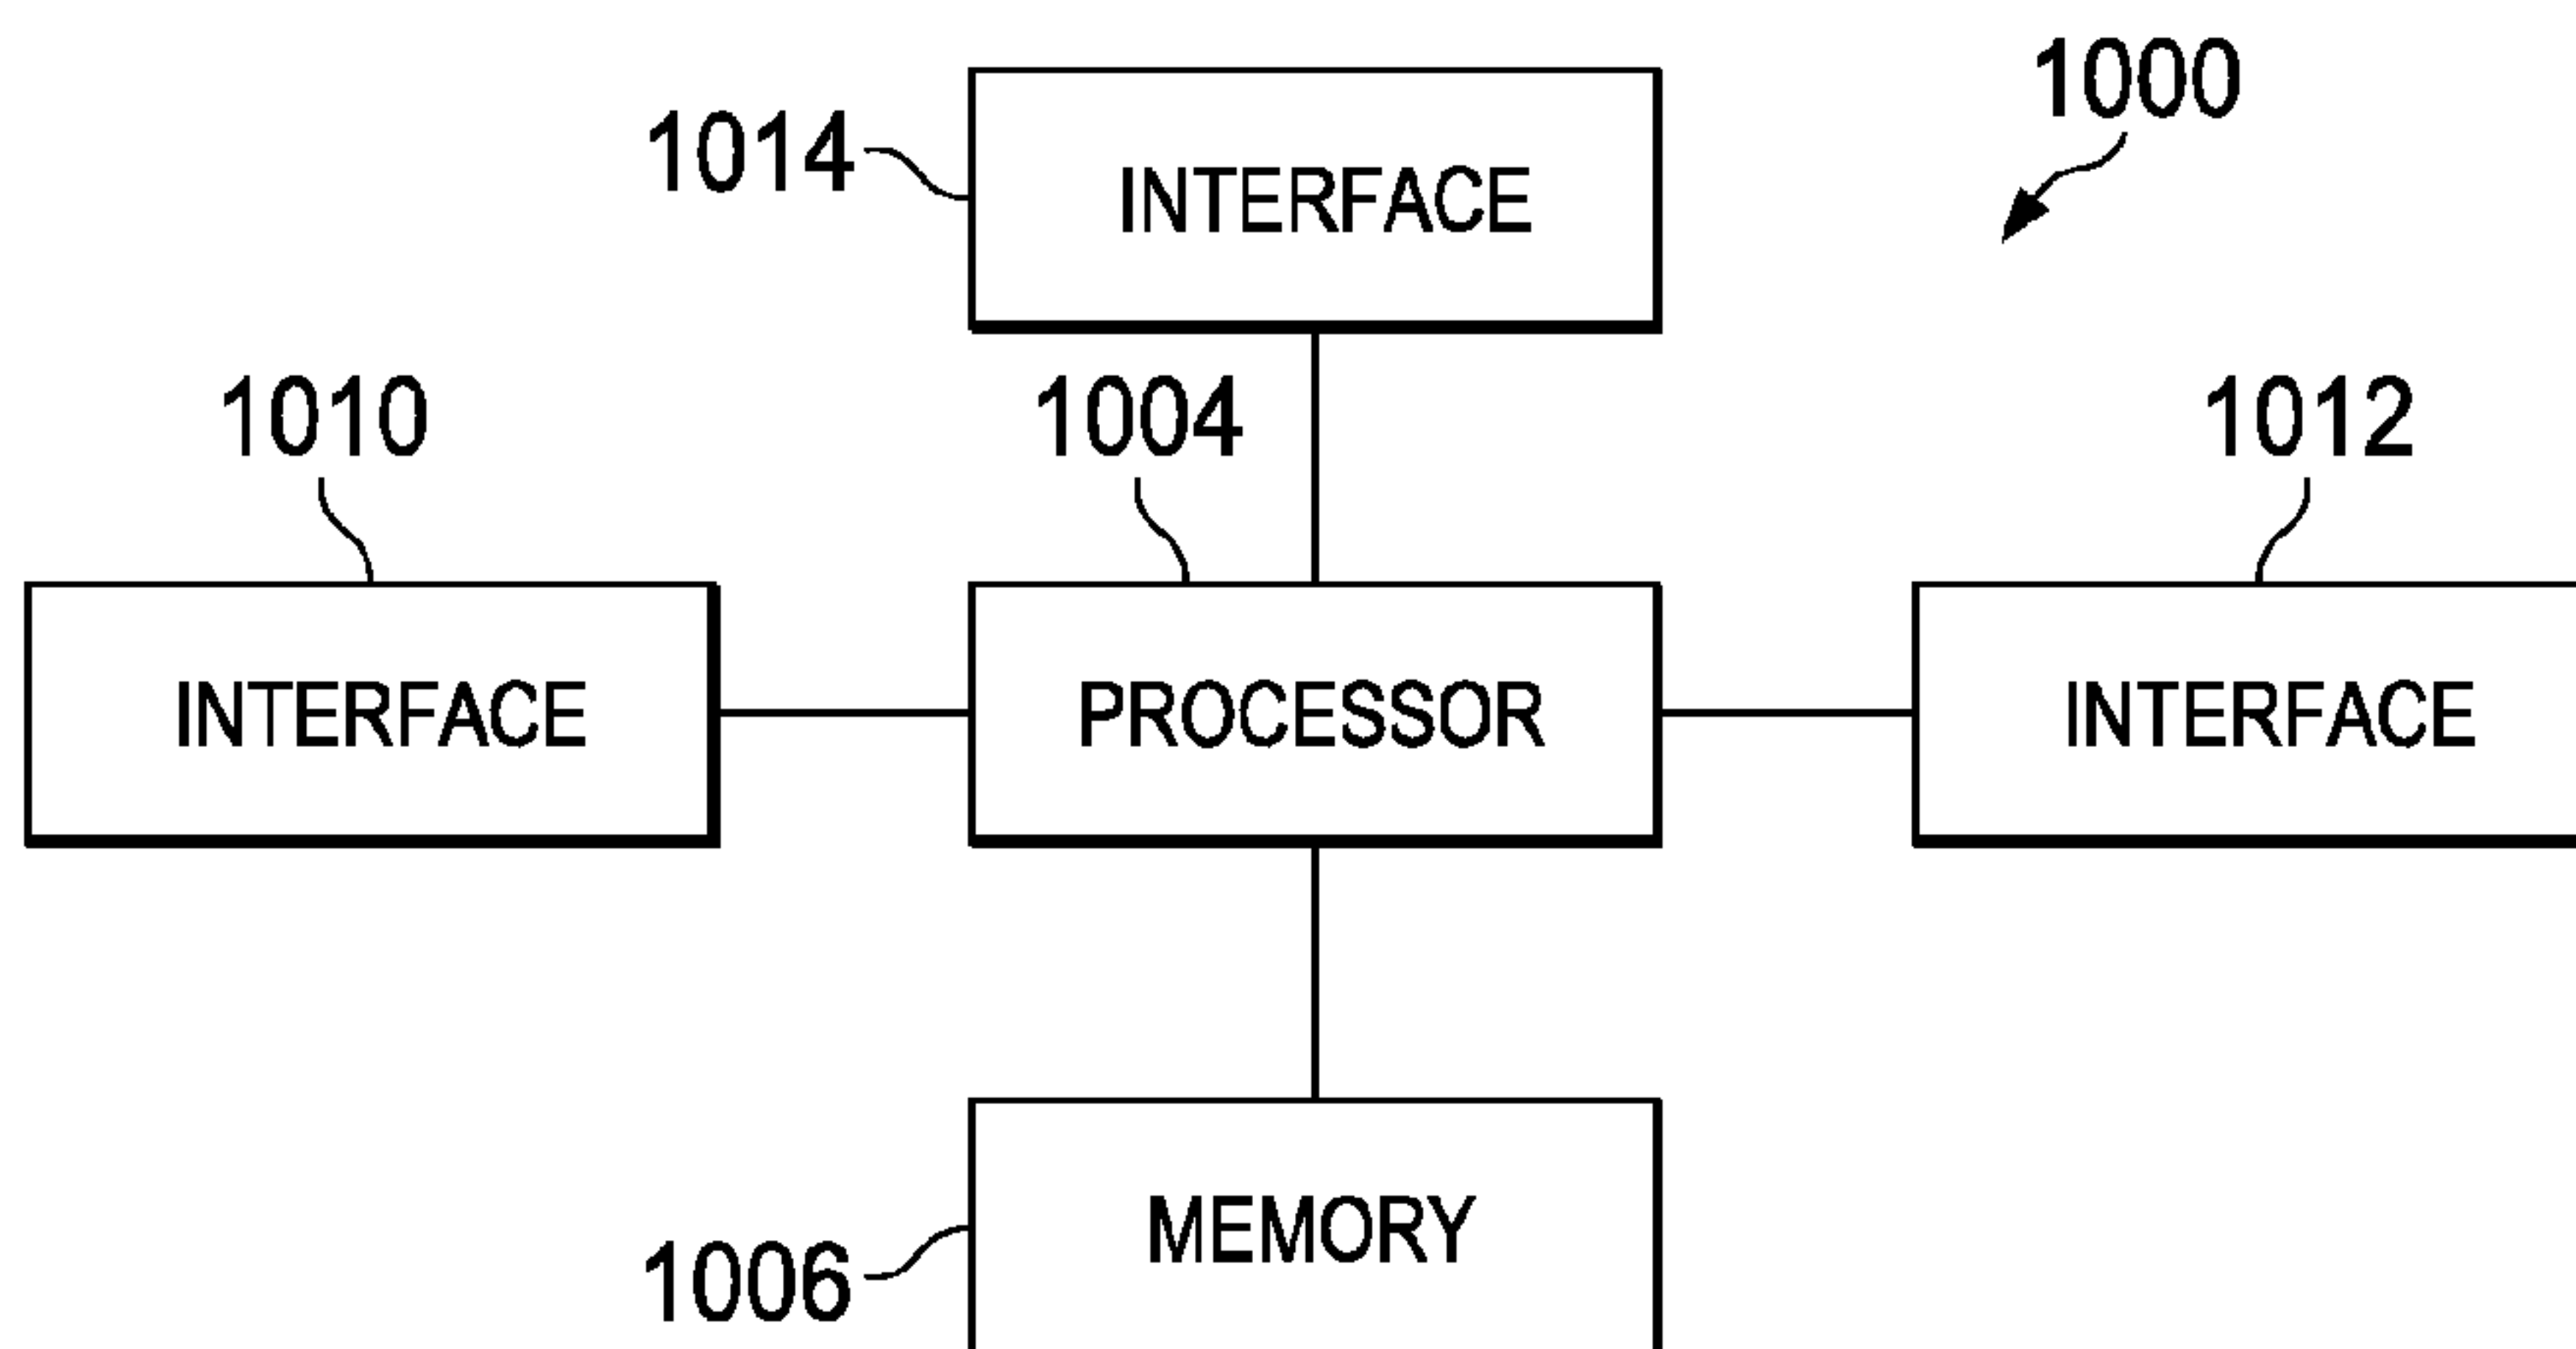 1000
1014
INTERFACE
1010
1004
1012
INTERFACE
PROCESSOR
INTERFACE
MEMORY
1006